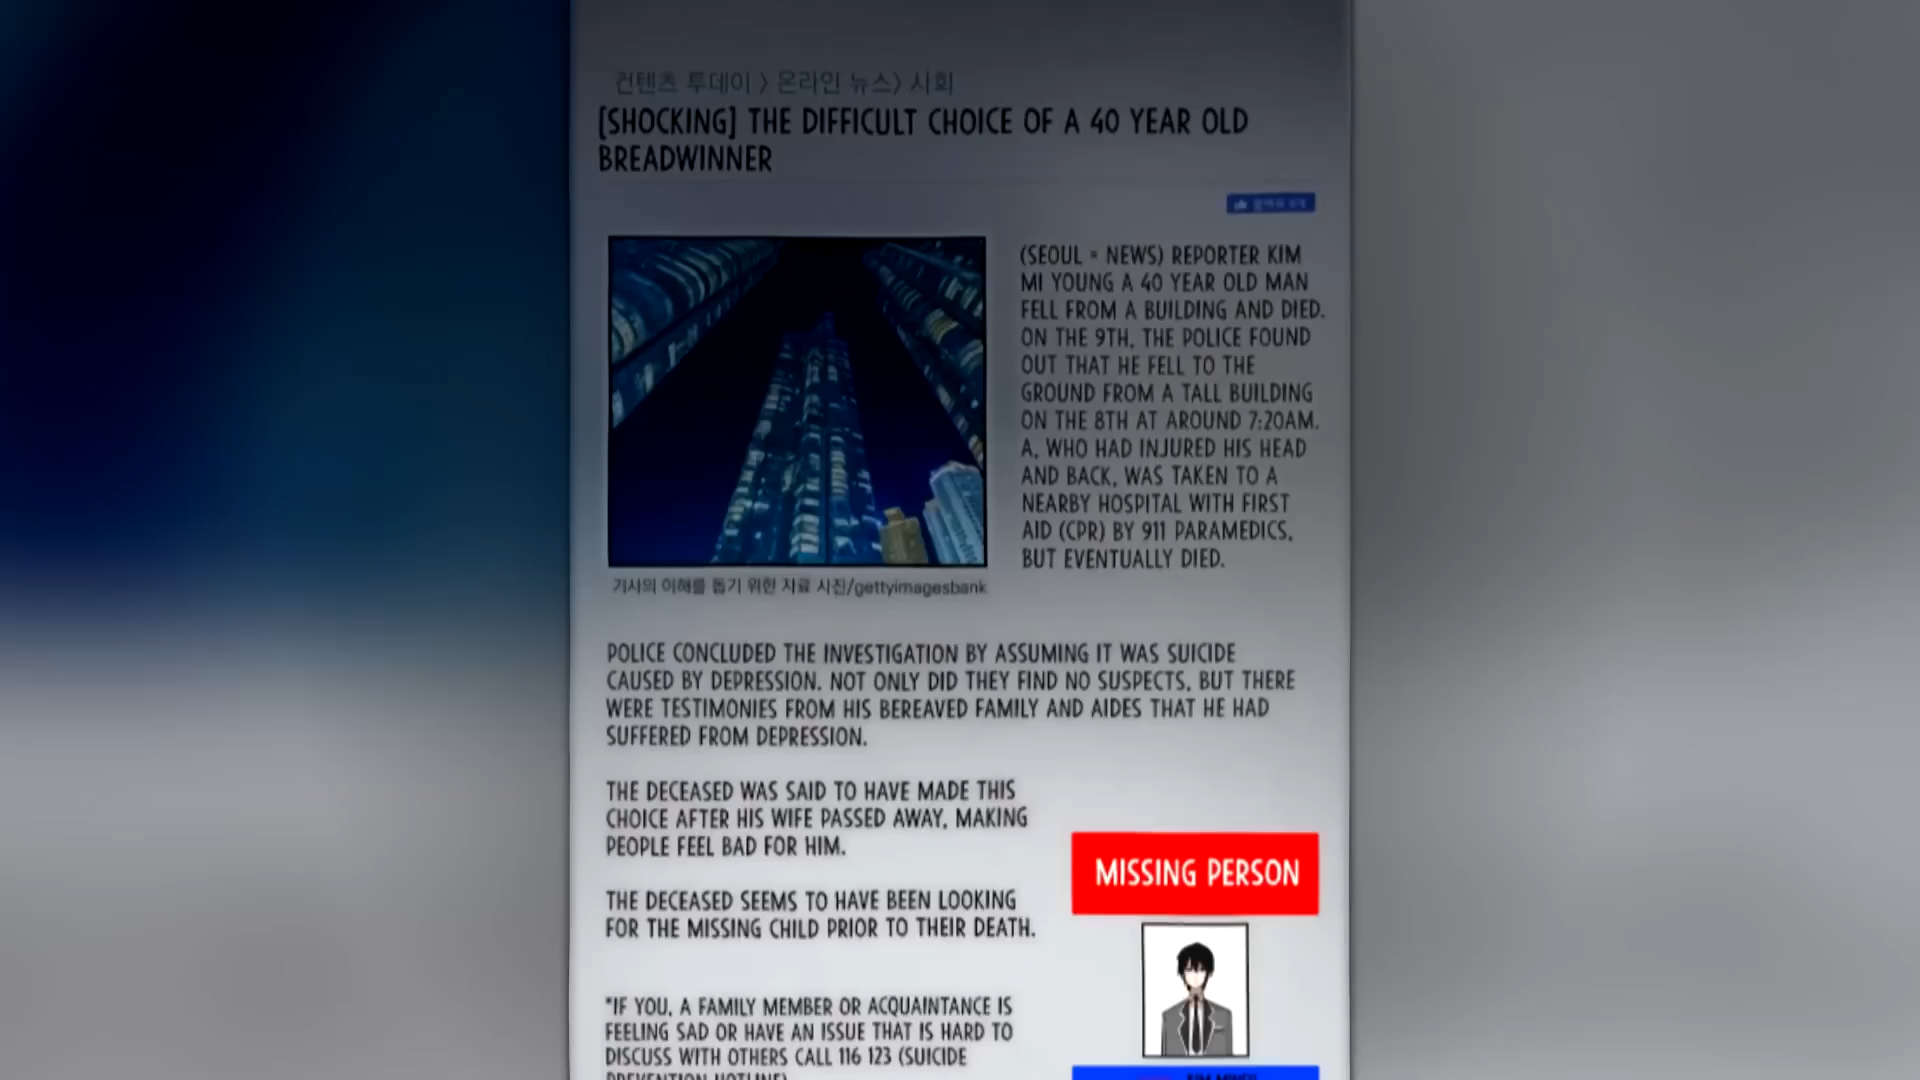 컨텐츠 투데이 > 온라인 뉴스> 시회
[SHOCKING] THE DIFFICULT CHOICE OF A 40 YEAR OLD
BREADWINNER
(SEOUL = NEWS) REPORTER KIM
MI YOUNG A 40 YEAR OLD MAN
FELL FROM A BUILDING AND DIED.
ON THE 9TH, THE POLICE FOUND
OUT THAT HE FELL TO THE
GROUND FROM A TALL BUILDING
ON THE 8TH AT AROUND 7:20AM.
A, WHO HAD INJURED HIS HEAD
AND BACK, WAS TAKEN TO A
NEARBY HOSPITAL WITH FIRST
AID (CPR) BY 911 PARAMEDICS,
BUT EVENTUALLY DIED.
기사의 이해를 돕기 위한 자료 사진/gettyimagesbank
POLICE CONCLUDED THE INVESTIGATION BY ASSUMING IT WAS SUICIDE
CAUSED BY DEPRESSION. NOT ONLY DID THEY FIND NO SUSPECTS, BUT THERE
WERE TESTIMONIES FROM HIS BEREAVED FAMILY AND AIDES THAT HE HAD
SUFFERED FROM DEPRESSION.
THE DECEASED WAS SAID TO HAVE MADE THIS
CHOICE AFTER HIS WIFE PASSED AWAY, MAKING
PEOPLE FEEL BAD FOR HIM.
THE DECEASED SEEMS TO HAVE BEEN LOOKING
FOR THE MISSING CHILD PRIOR TO THEIR DEATH.
MISSING PERSON
"IF YOU, A FAMILY MEMBER OR ACQUAINTANCE IS
FEELING SAD OR HAVE AN ISSUE THAT IS HARD TO
DISCUSS WITH OTHERS CALL 116 123 (SUICIDE
PREVENTION HOTLINE)